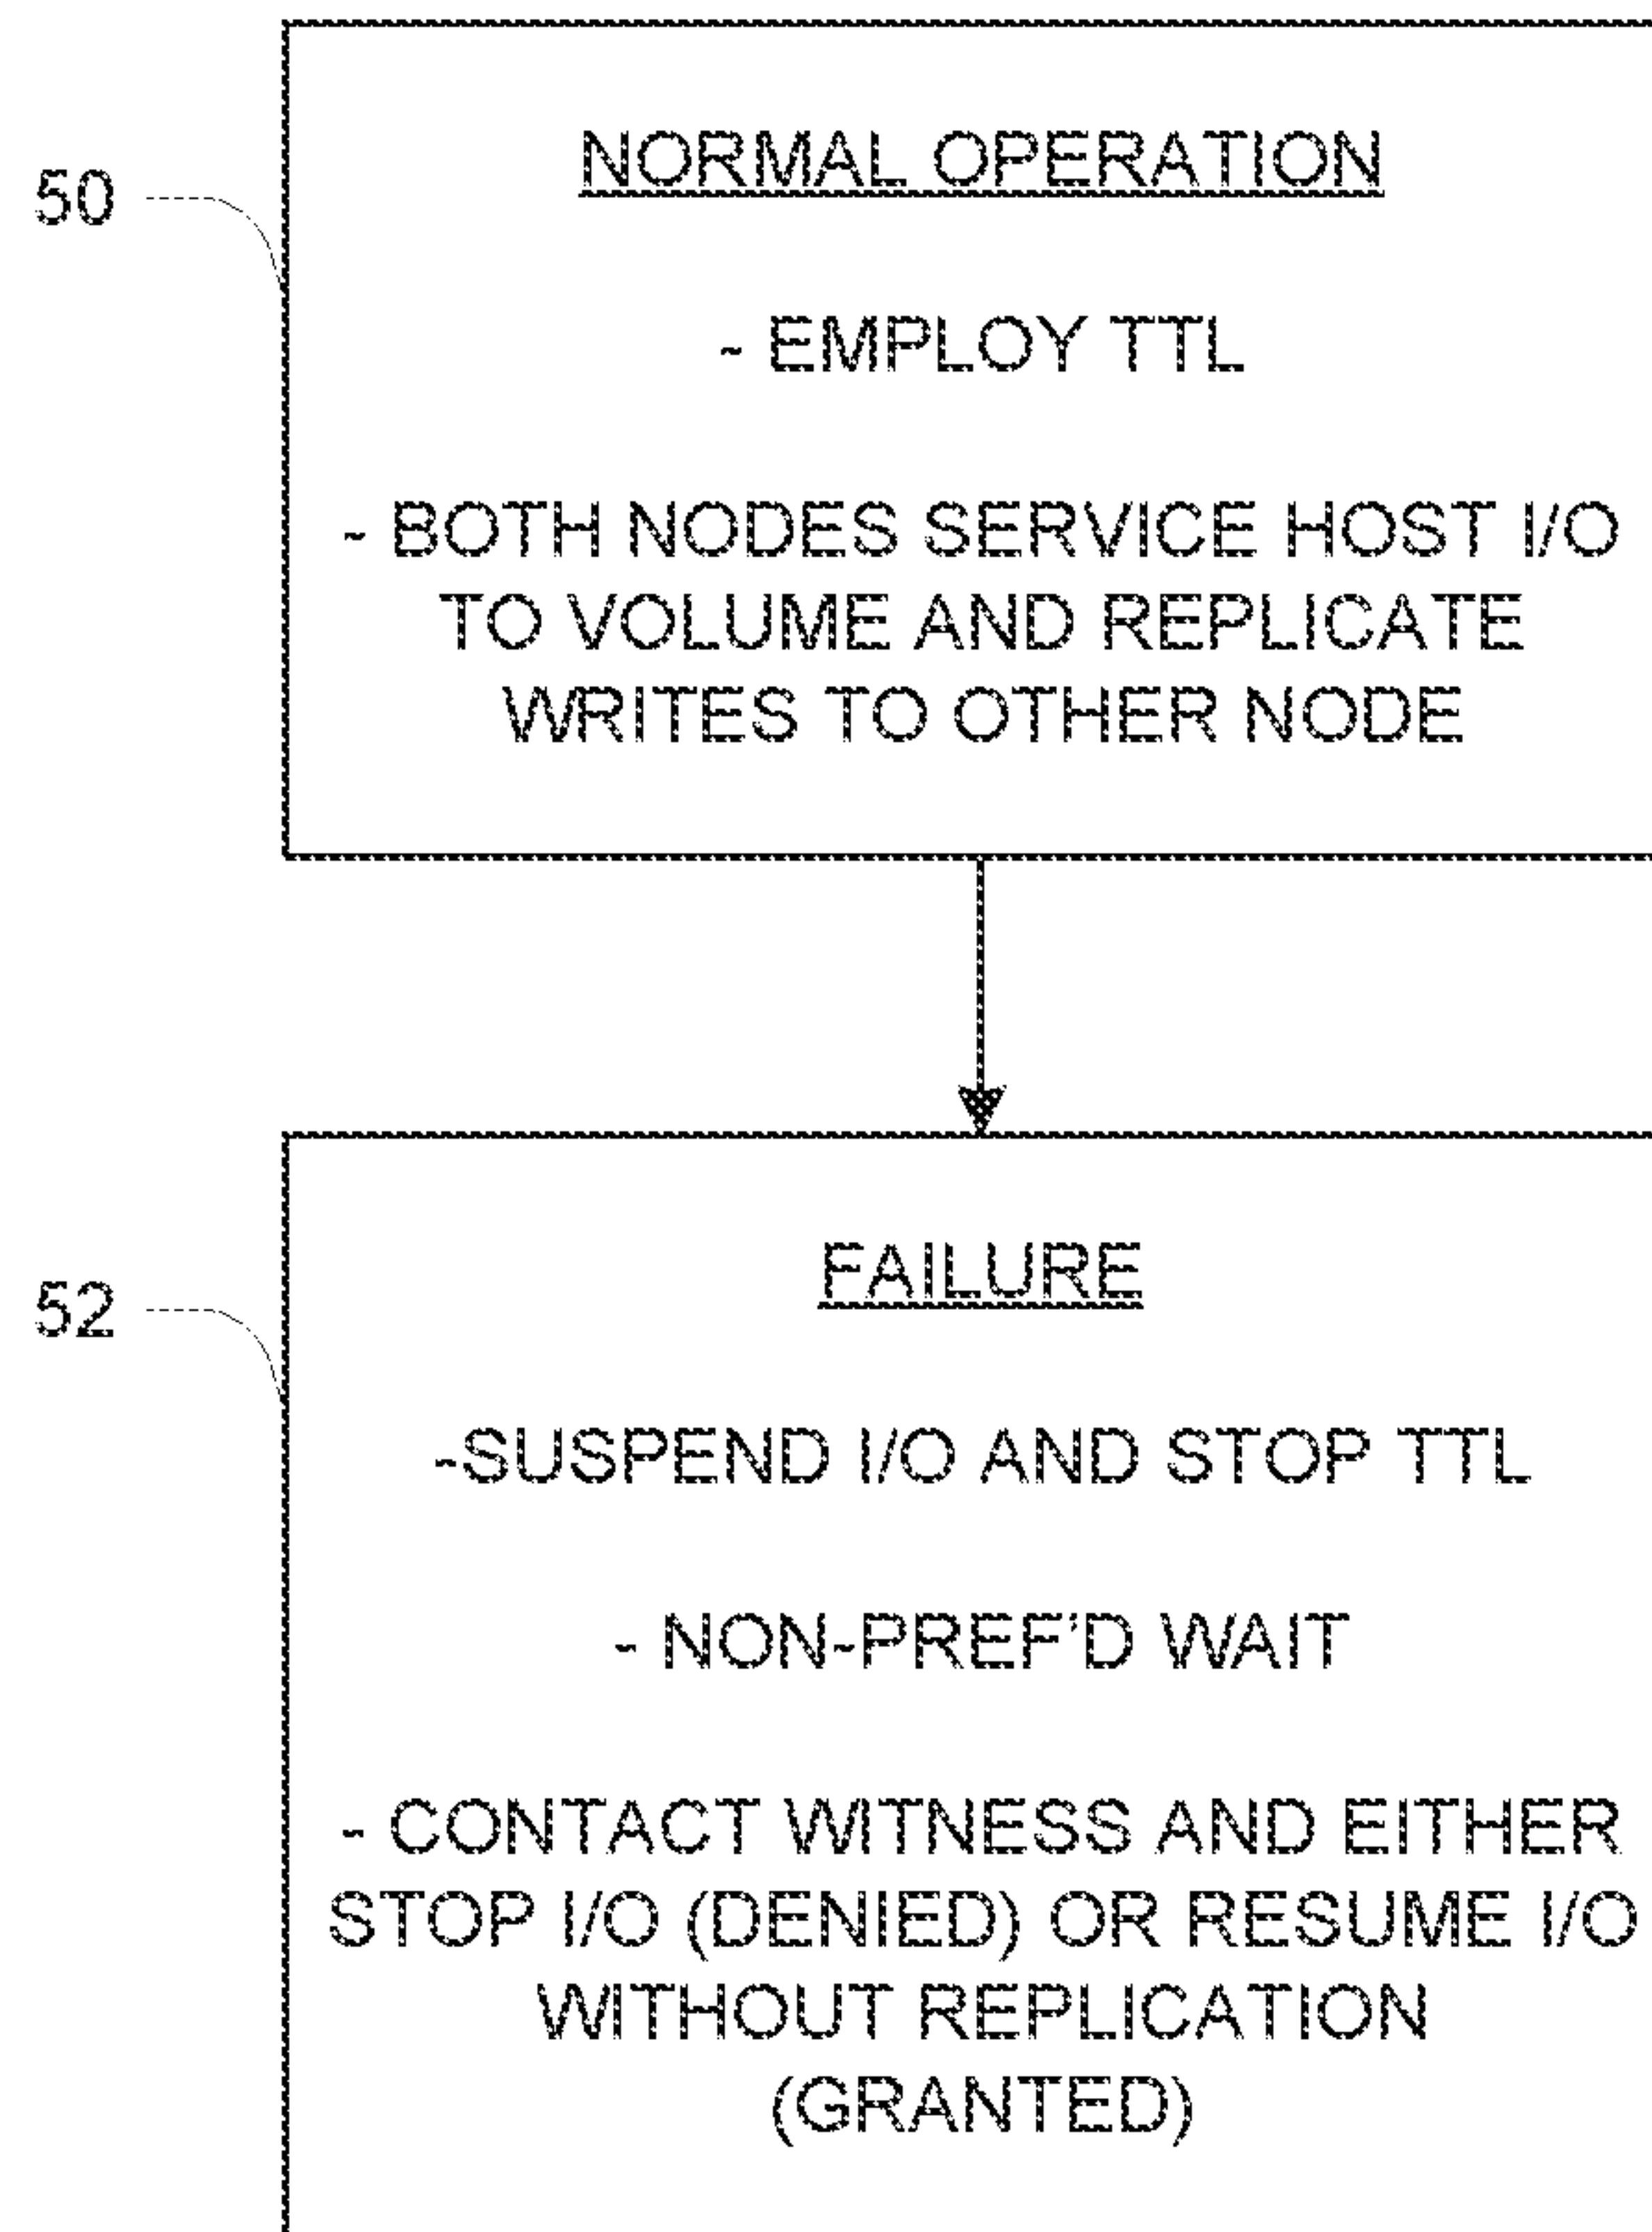 50
NORMAL OPERATION
- EMPLOY TTL
- BOTH NODES SERVICE HOST I/O
TO VOLUME AND REPLICATE
WRITES TO OTHER NODE
52
FAILURE
-SUSPEND I/O AND STOP TTL
- NON-PREF'D WAIT
- CONTACT WITNESS AND EITHER
STOP I/O (DENIED) OR RESUME I/O
WITHOUT REPLICATION
(GRANTED)